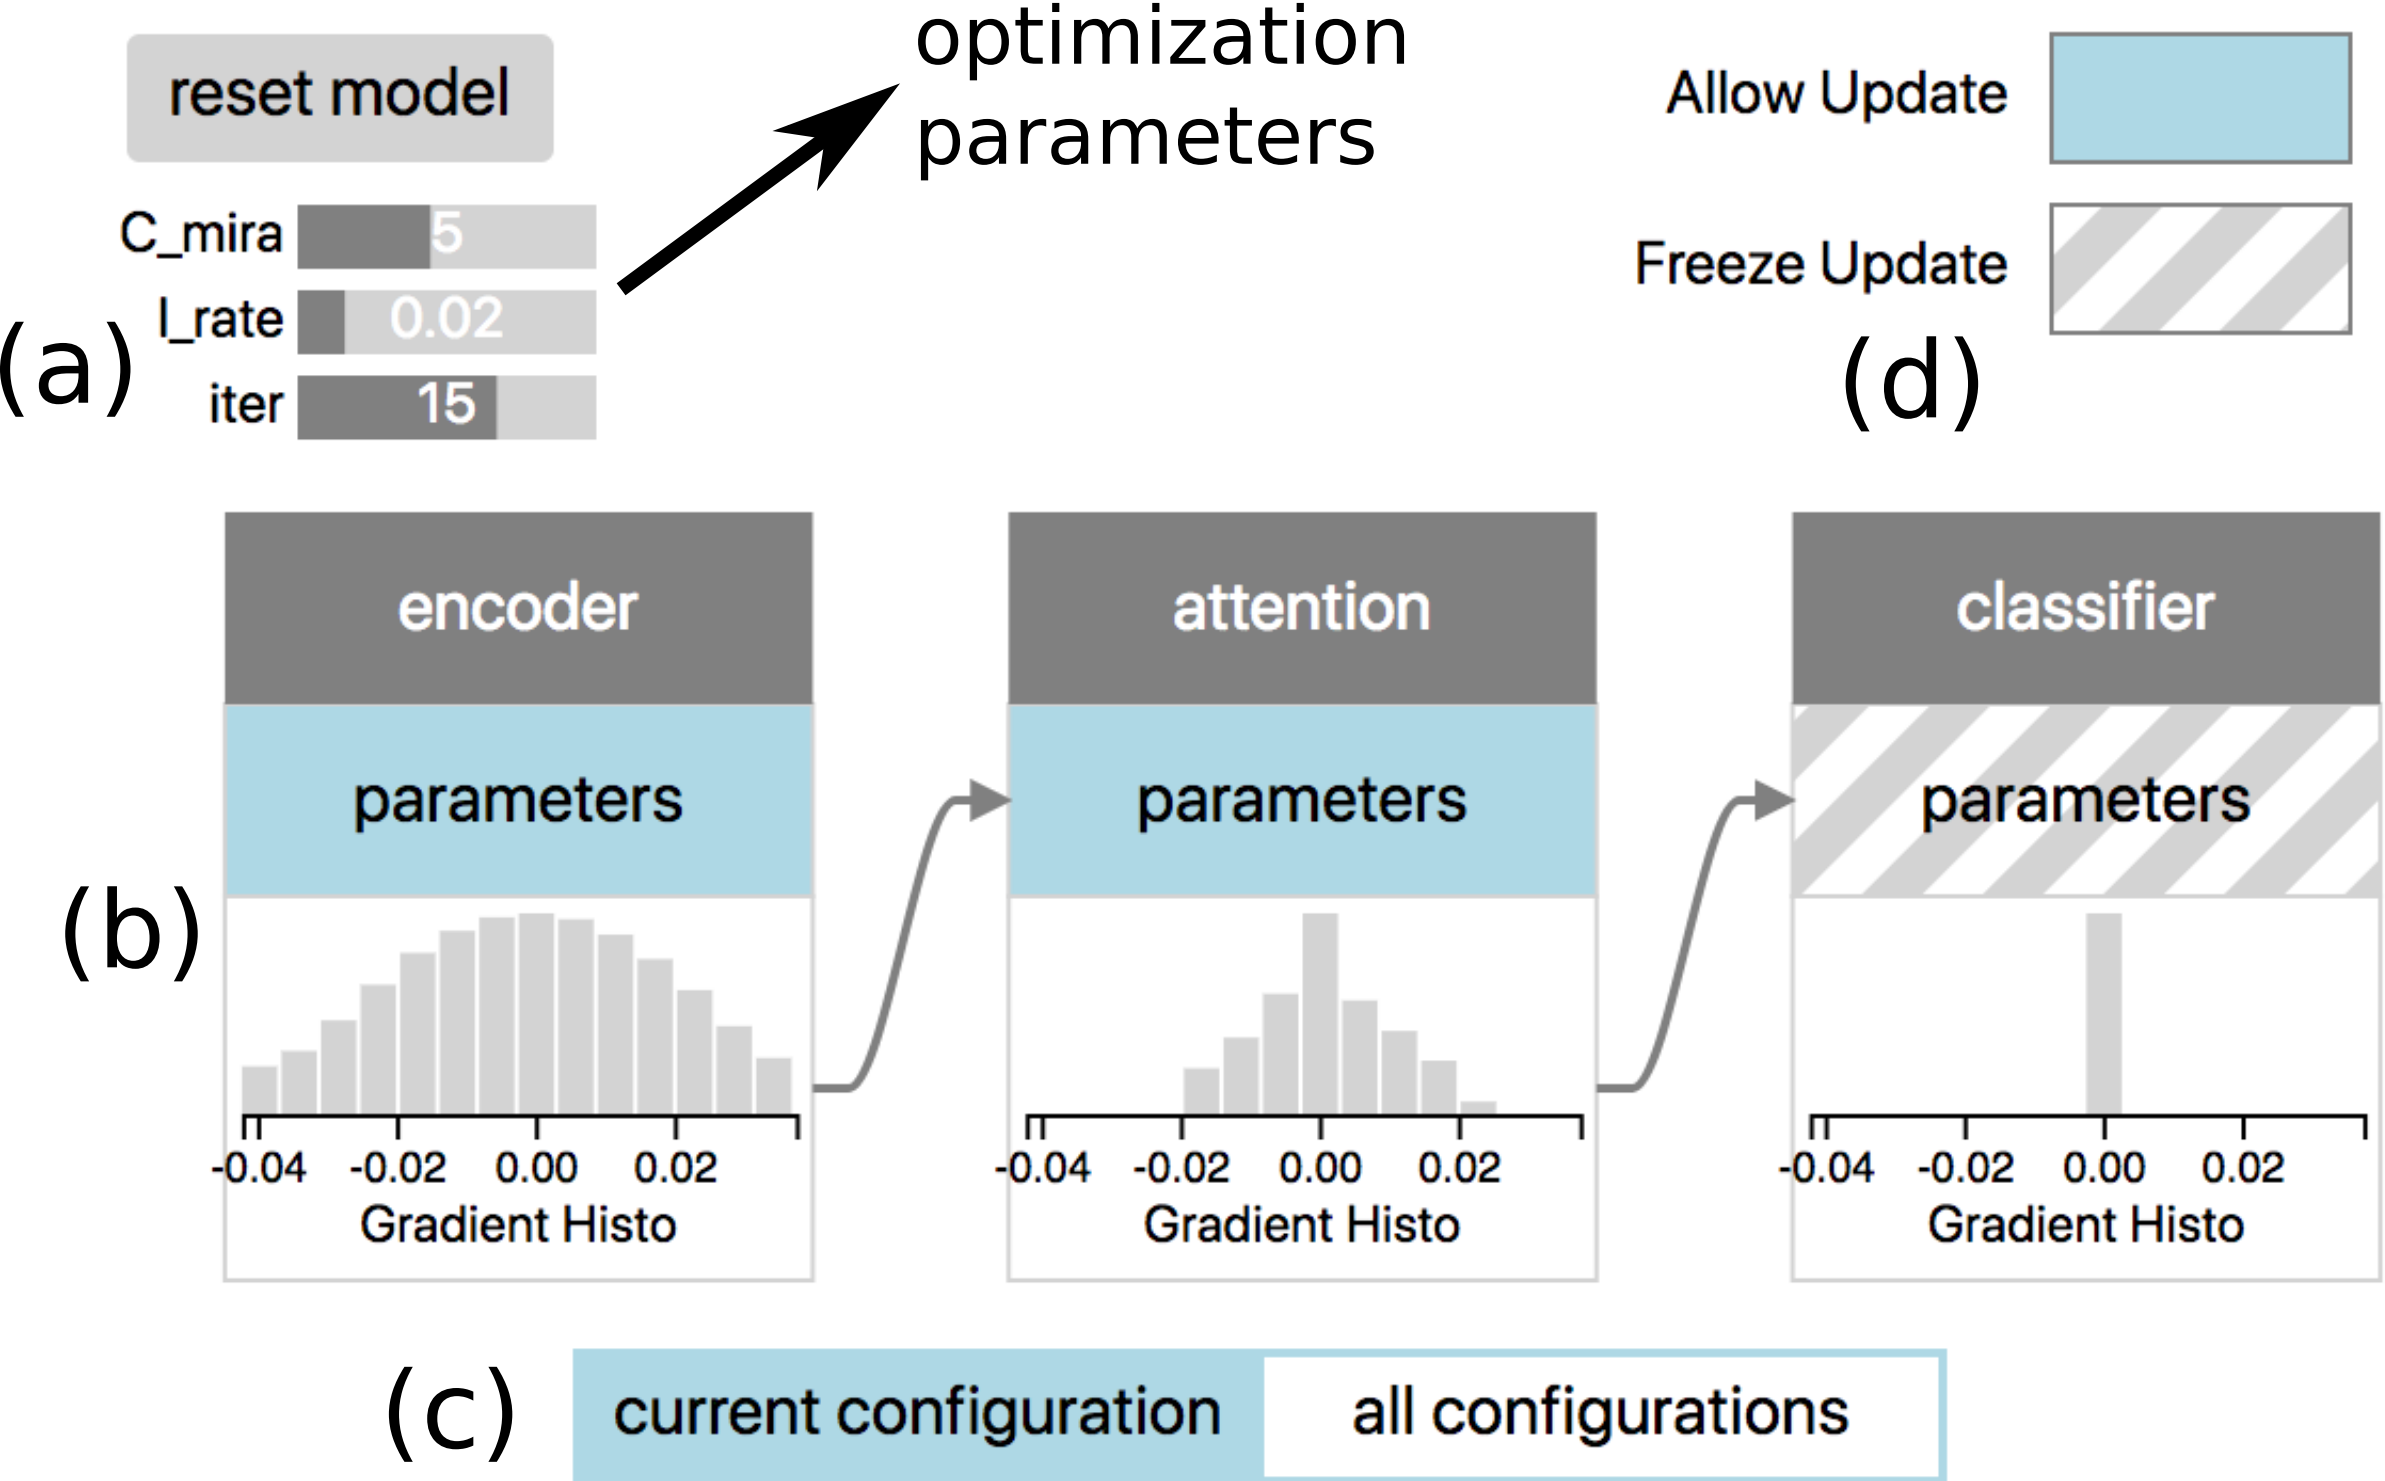 reset model
optimization
parameters
C_mira 5
l_rate 0.02
iter 15
(a)
Allow Update
Freeze Update
(d)
encoder
parameters
-0.04 -0.02 0.00 0.02
Gradient Histo
attention
parameters
-0.04 -0.02 0.00 0.02
Gradient Histo
classifier
parameters
-0.04 -0.02 0.00 0.02
Gradient Histo
(b)
(c)
current configuration
all configurations